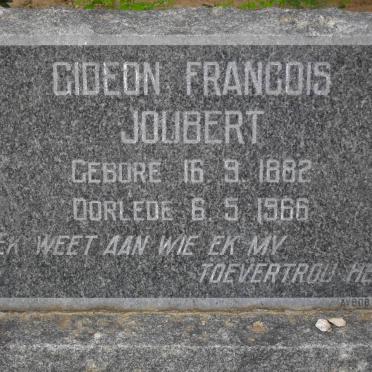 GIDEON FRANCOIS
JOUBERT
GEBORE 16 9 1882
OORLEDE 6 5 1966
EK WEET AAN WIE EK MY
TOEVERTROU HE